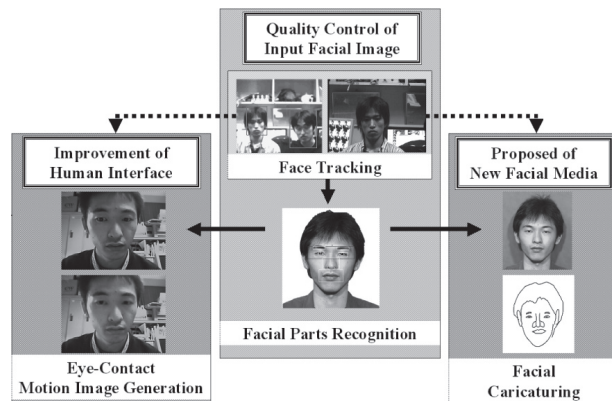 Quality Control of
Input Facial Image
Face Tracking
Facial Parts Recognition
Improvement of
Human Interface
Eye-Contact
Motion Image Generation
Proposed of
New Facial Media
Facial
Caricaturing